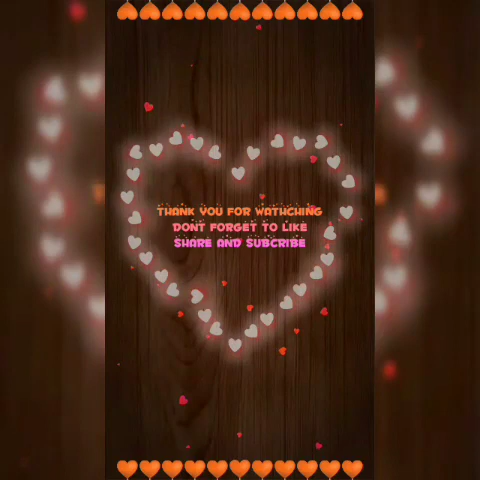 THANK YOU FOR WATHCHING
DONT FORGET TO LIKE
SHARE AND SUBCRIBE